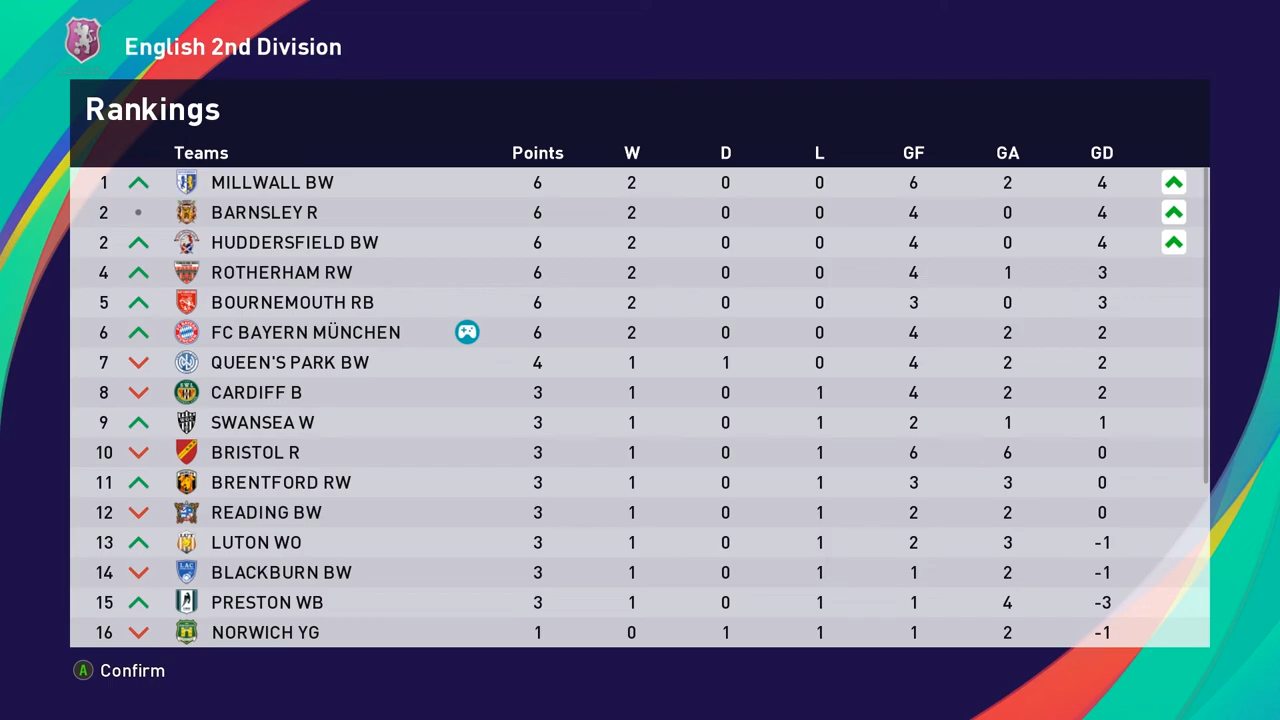 English 2nd Division
Rankings
Teams Points W D L GF GA GD
1 MILLWALL BW 6 2 0 0 6 2 4
2 BARNSLEY R 6 2 0 0 4 0 4
2 HUDDERSFIELD BW 6 2 0 0 4 0 4
4 ROTHERHAM RW 6 2 0 0 4 1 3
5 BOURNEMOUTH RB 6 2 0 0 3 0 3
6 FC BAYERN MÜNCHEN 6 2 0 0 4 2 2
7 QUEEN'S PARK BW 4 1 1 0 4 2 2
8 CARDIFF B 3 1 0 1 4 2 2
9 SWANSEA W 3 1 0 1 2 1 1
10 BRISTOL R 3 1 0 1 6 6 0
11 BRENTFORD RW 3 1 0 1 3 3 0
12 READING BW 3 1 0 1 2 2 0
13 LUTON WO 3 1 0 1 2 3 -1
14 BLACKBURN BW 3 1 0 1 1 2 -1
15 PRESTON WB 3 1 0 1 1 4 -3
16 NORWICH YG 1 0 1 1 1 2 -1
A Confirm